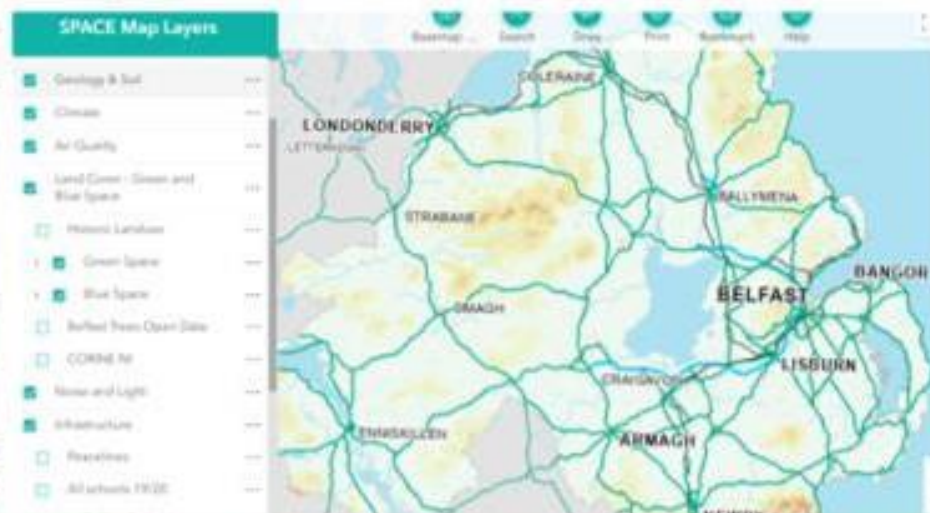 SPACE Map Layers
Geology & Soil
Climate
Air Quality
Land Cover - Green and
Blue Space
Historic Landuse
Green Space
Blue Space
Belfast Trees Open Data
CORINE NI
Noise and Light
Infrastructure
Peacelines
All schools 19/20
Basemap ...
Search
Draw ...
Print
Bookmark
Help
COLERAINE
LONDONDERRY
BALLYMENA
STRABANE
BANGOR
BELFAST
OMAGH
LISBURN
CRAIGAVON
ENNISKILLEN
ARMAGH
NEWRY